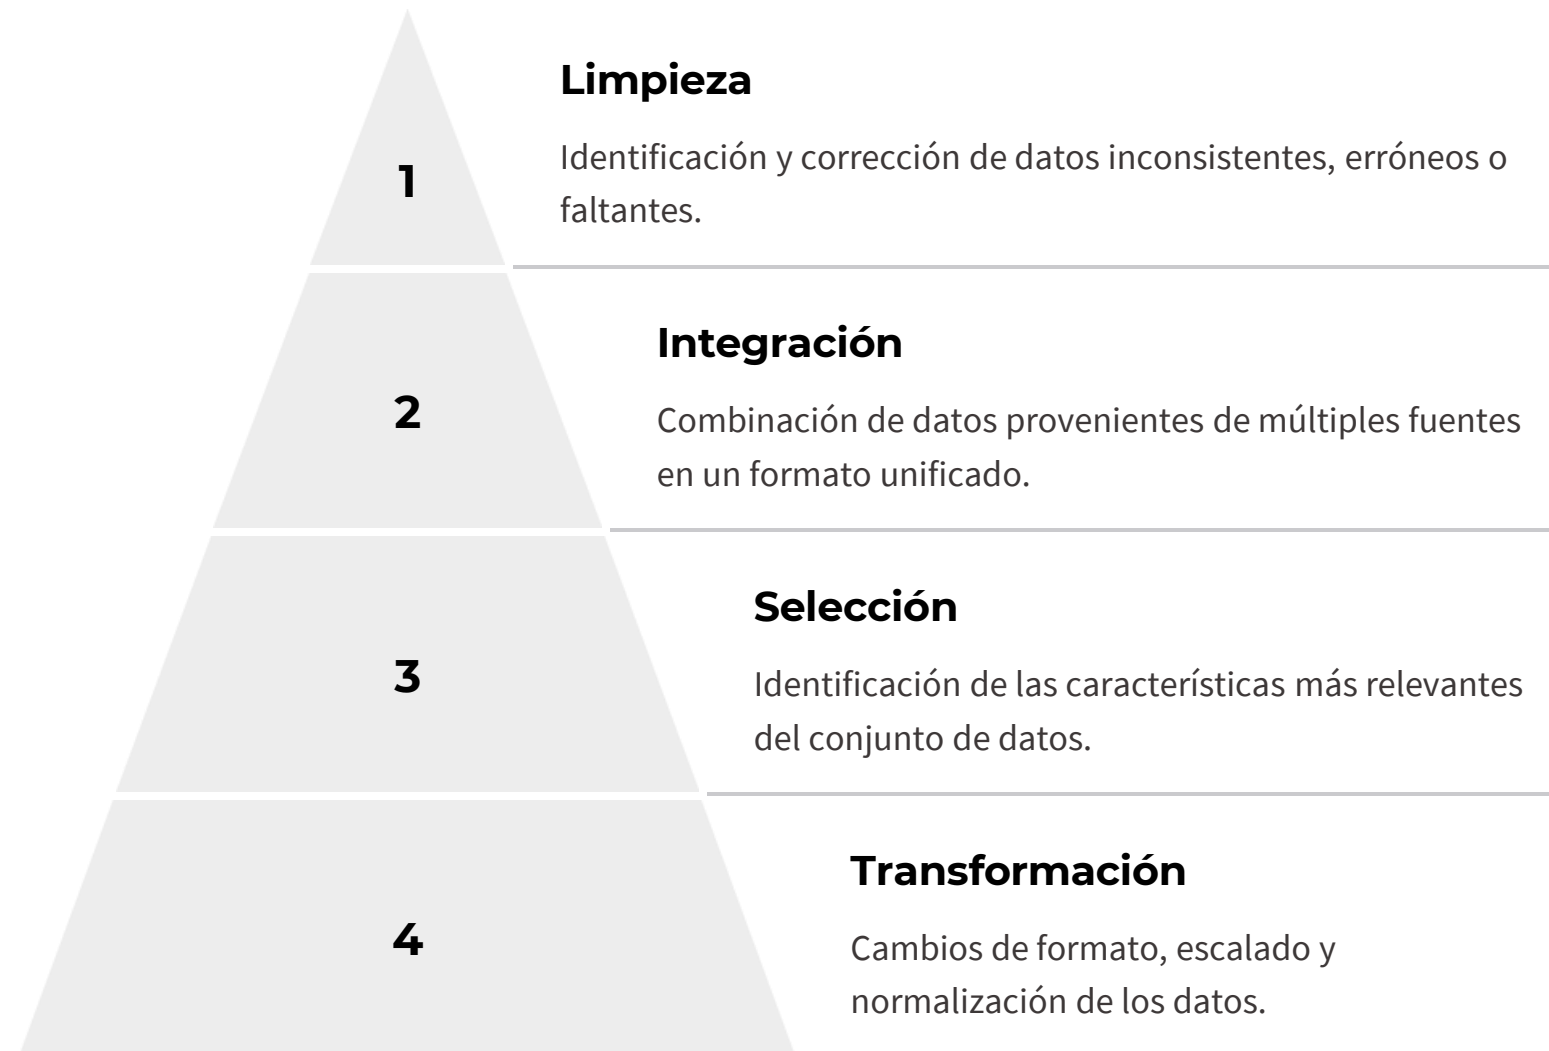 Limpieza
1
Identificación y corrección de datos inconsistentes, erróneos o
faltantes.
Integración
2
Combinación de datos provenientes de múltiples fuentes
en un formato unificado.
Selección
3
Identificación de las características más relevantes
del conjunto de datos.
Transformación
4
Cambios de formato, escalado y
normalización de los datos.